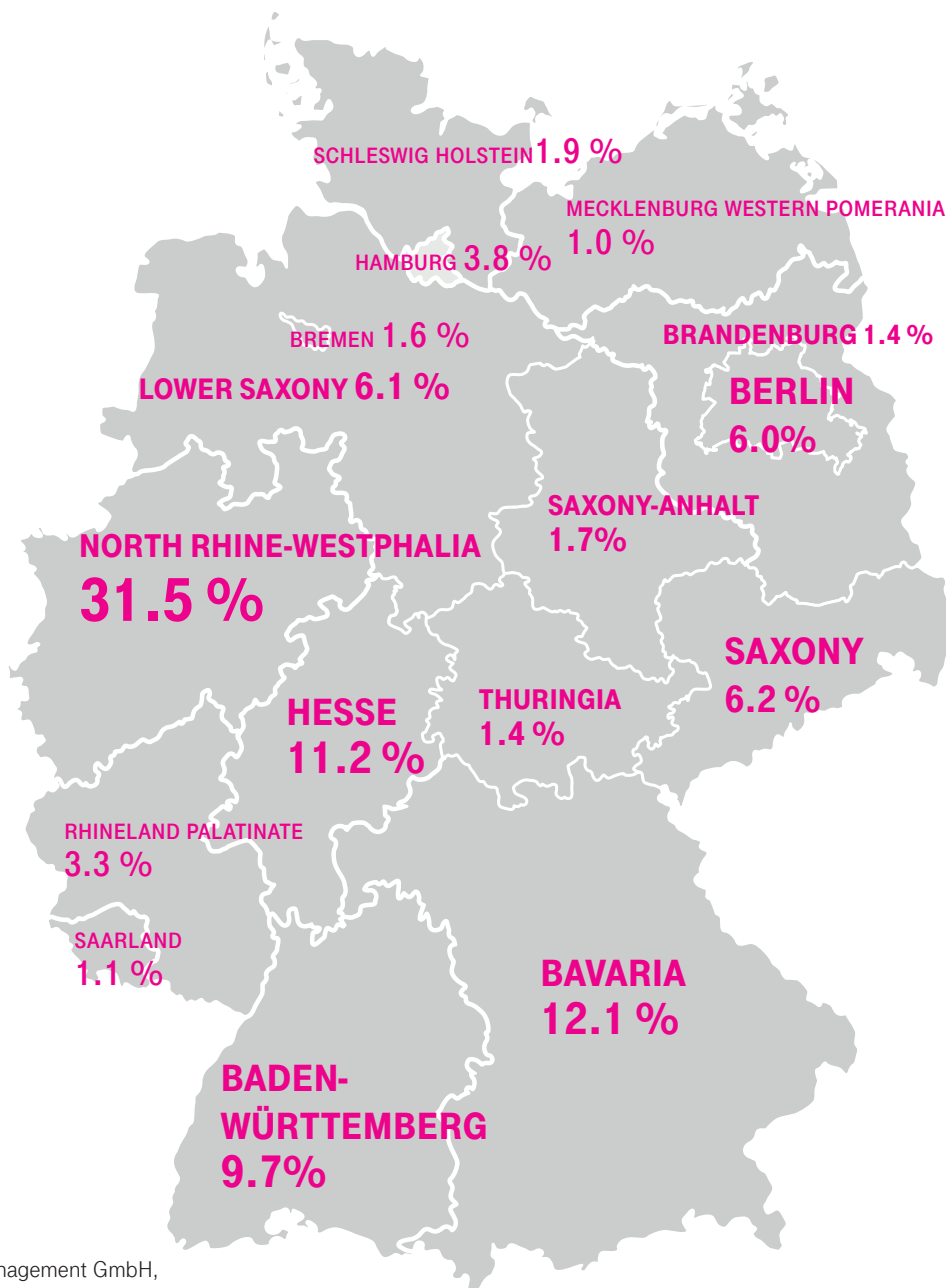 SCHLESWIG HOLSTEIN 1.9 %
MECKLENBURG WESTERN POMERANIA
1.0 %
HAMBURG 3.8 %
BREMEN 1.6 %
BRANDENBURG 1.4 %
LOWER SAXONY 6.1 %
BERLIN
6.0%
SAXONY-ANHALT
1.7%
NORTH RHINE-WESTPHALIA
31.5 %
SAXONY
6.2 %
HESSE
11.2 %
THURINGIA
1.4 %
RHINELAND PALATINATE
3.3 %
SAARLAND
1.1 %
BAVARIA
12.1 %
BADEN-
WÜRTTEMBERG
9.7%
GmbH,